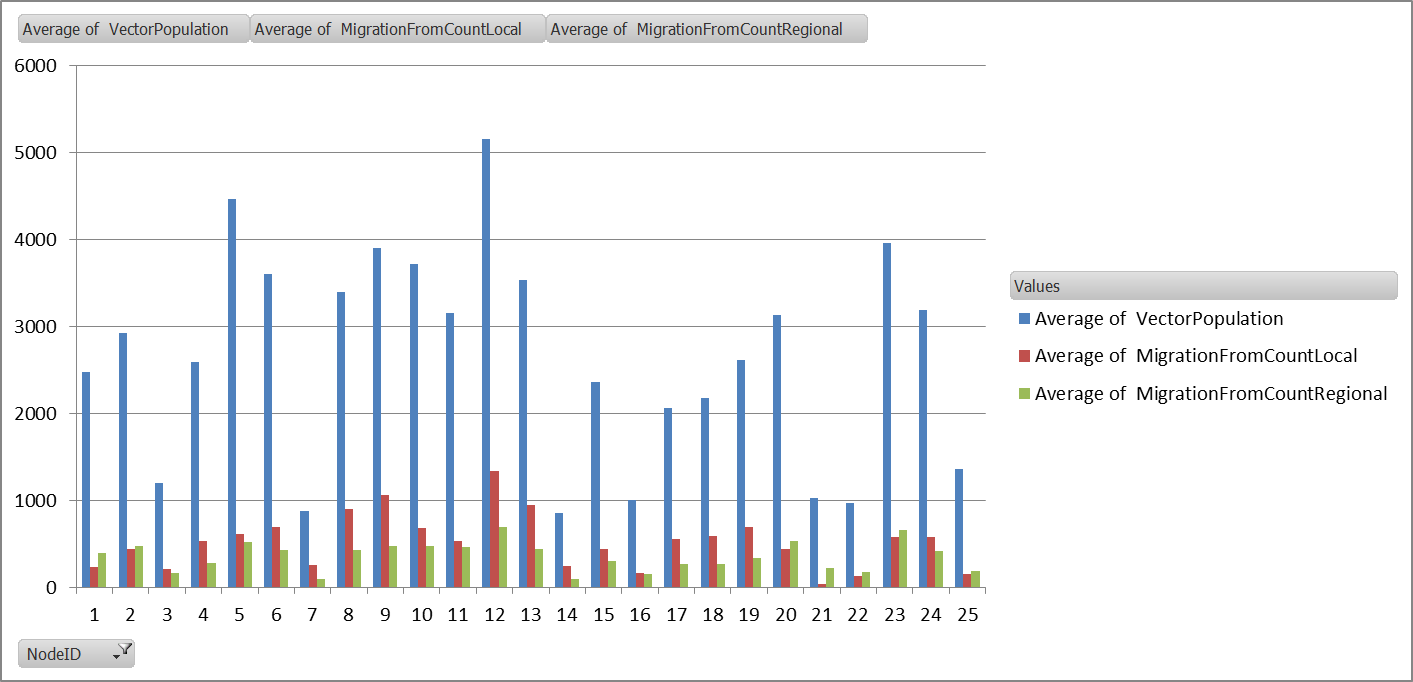 Average of VectorPopulation Average of MigrationFromCountLocal Average of MigrationFromCountRegional
6000
5000
4000
3000
2000
1000
0
1 2 3 4 5 6 7 8 9 10 11 12 13 14 15 16 17 18 19 20 21 22 23 24 25
Values
Average of VectorPopulation
Average of MigrationFromCountLocal
Average of MigrationFromCountRegional
NodeID